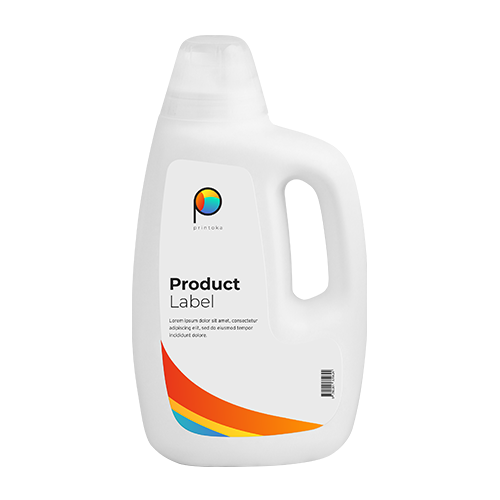 printoka
Product
Label
Lorem ipsum dolor sit amet, consectetur
adipiscing elit, sed do eiusmod tempor
incididunt dolore.